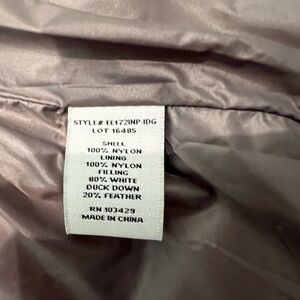 STYLE# EE1721NP-IDG
LOT 16485
SHELL
100% NYLON
LINING
100% NYLON
FILLING
80% WHITE
DUCK DOWN
20% FEATHER
RN 103429
MADE IN CHINA